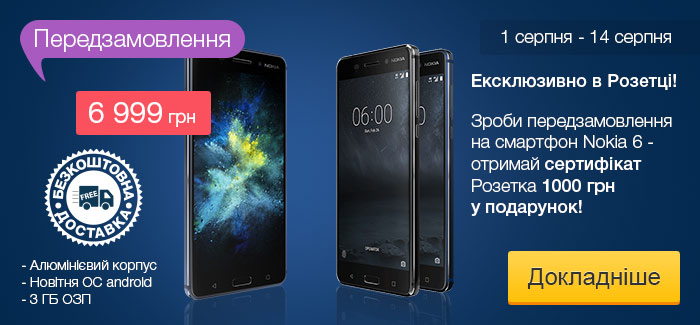 Передзамовлення
6 999 грн
БЕЗКОШТОВНА
FREE
ДОСТАВКА
- Алюмінієвий корпус
- Новітня ОС android
- 3 ГБ ОЗП
NOKIA
06:00
NOKIA
1 серпня - 14 серпня
Ексклюзивно в Розетці!
Зроби передзамовлення
на смартфон Nokia 6 -
отримай сертифікат
Розетка 1000 грн
у подарунок!
Докладніше